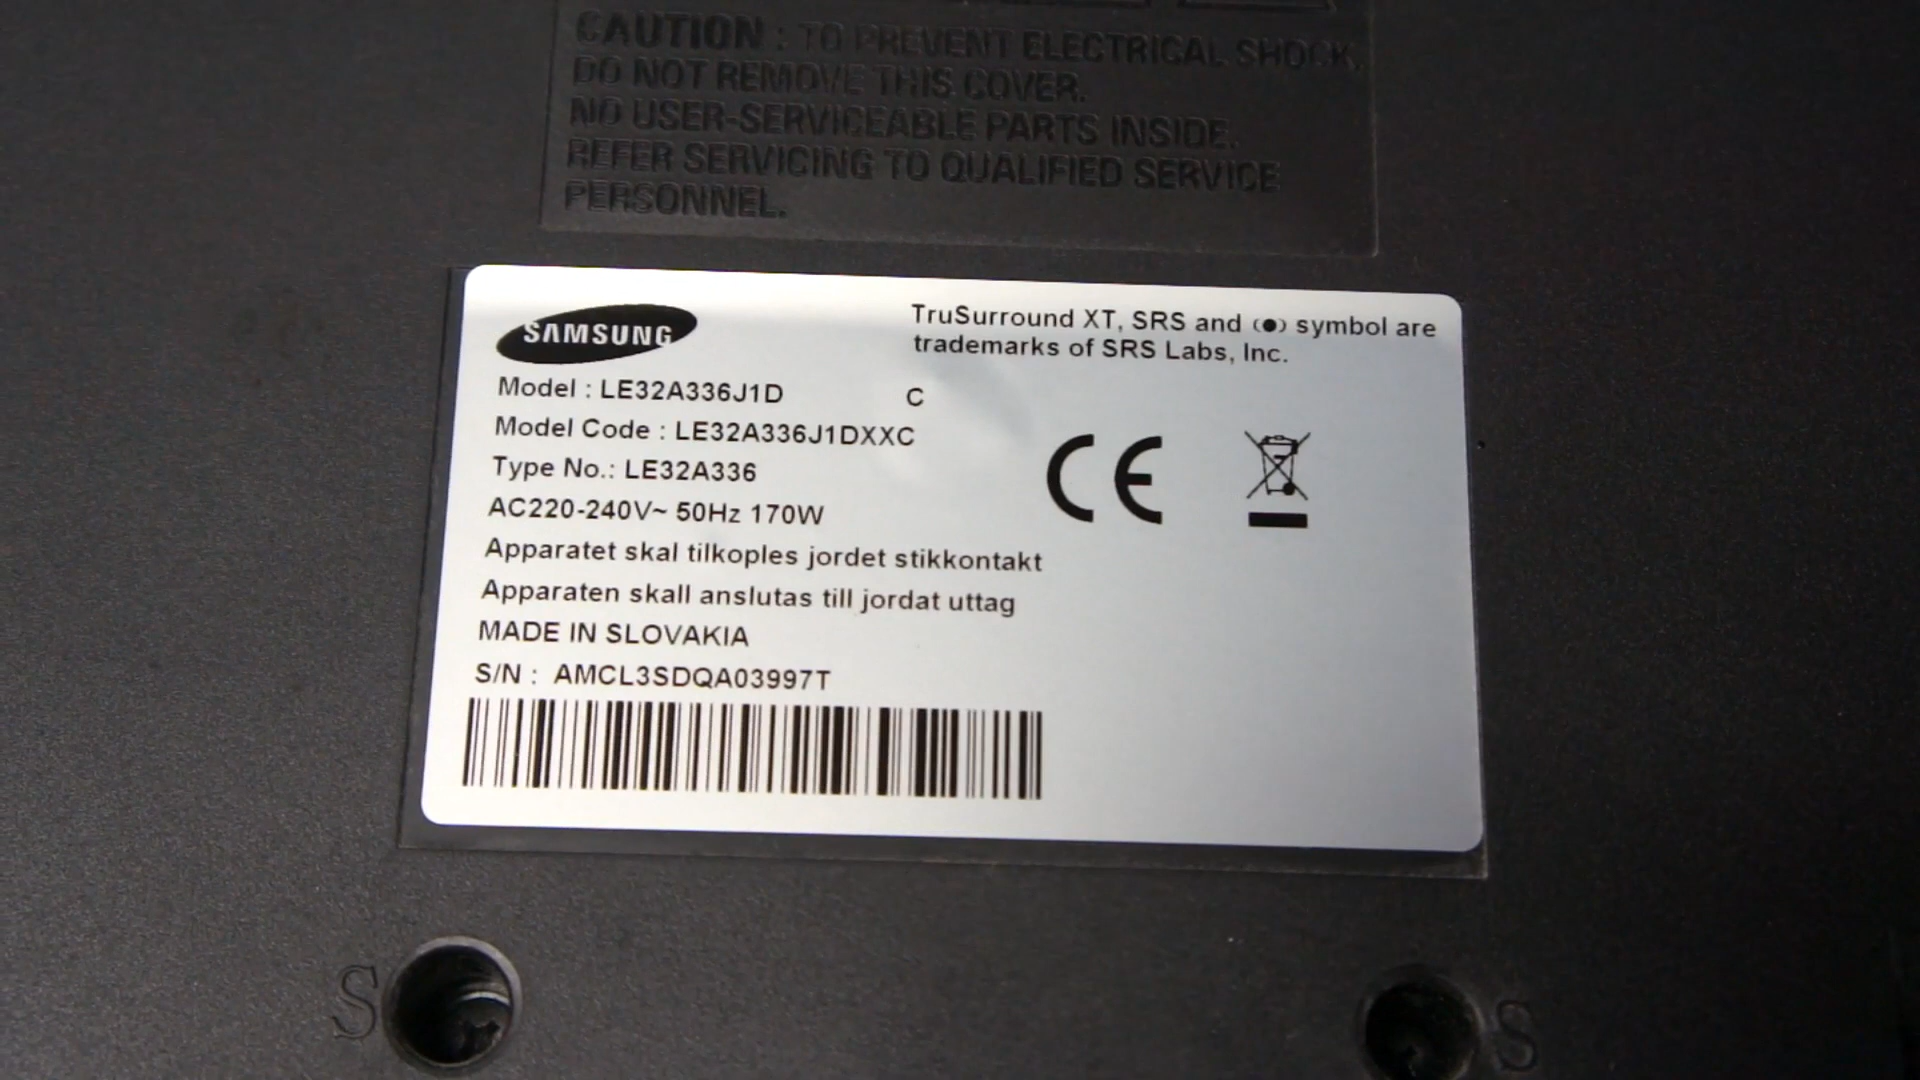 CAUTION : TO PREVENT ELECTRICAL SHOCK,
DO NOT REMOVE THIS COVER.
NO USER-SERVICEABLE PARTS INSIDE.
REFER SERVICING TO QUALIFIED SERVICE
PERSONNEL.
SAMSUNG
TruSurround XT, SRS and (●) symbol are
trademarks of SRS Labs, Inc.
Model : LE32A336J1D C
Model Code : LE32A336J1DXXC
Type No.: LE32A336
AC220-240V~ 50Hz 170W
CE
Apparatet skal tilkoples jordet stikkontakt
Apparaten skall anslutas till jordat uttag
MADE IN SLOVAKIA
S/N : AMCL3SDQA03997T
S
S